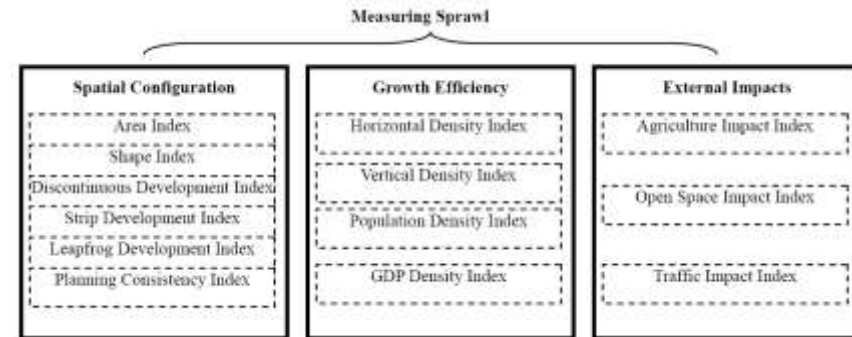 Measuring Sprawl
Spatial Configuration
Area Index
Shape Index
Discontinuous Development Index
Strip Development Index
Leapfrog Development Index
Planning Consistency Index
Growth Efficiency
Horizontal Density Index
Vertical Density Index
Population Density Index
GDP Density Index
External Impacts
Agriculture Impact Index
Open Space Impact Index
Traffic Impact Index